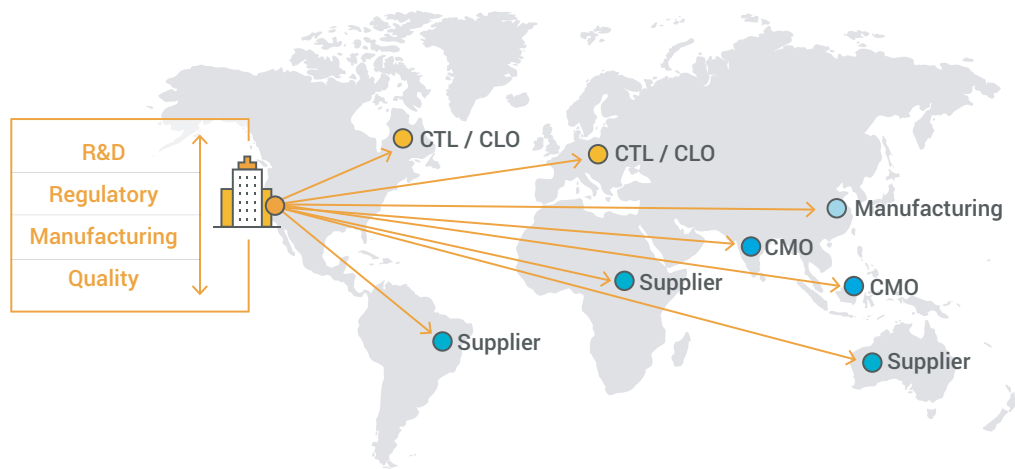 R&D
Regulatory
Manufacturing
Quality
CTL / CLO
CTL / CLO
Manufacturing
CMO
Supplier
CMO
Supplier
Supplier